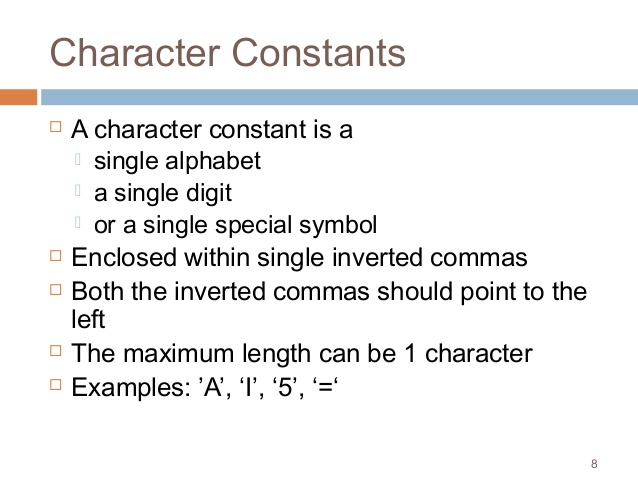 Character Constants
A character constant is a
single alphabet
a single digit
or a single special symbol
Enclosed within single inverted commas
Both the inverted commas should point to the
left
The maximum length can be 1 character
Examples: ’A’, ‘I’, ‘5’, ‘=‘
8